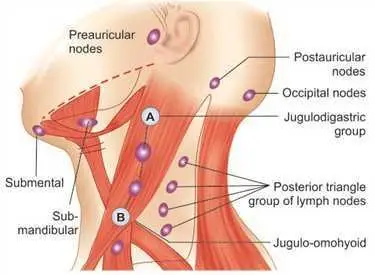 Preauricular
nodes
Postauricular
nodes
Occipital nodes
A
Jugulodigastric
group
Submental
Sub-
mandibular
B
Posterior triangle
group of lymph nodes
Jugulo-omohyoid